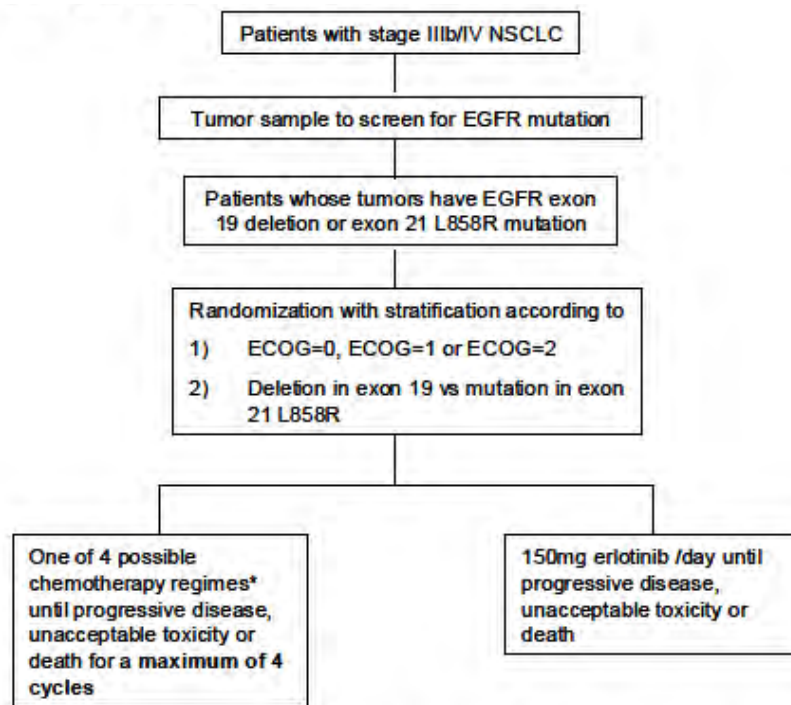 Patients with stage IIIb/IV NSCLC
Tumor sample to screen for EGFR mutation
Patients whose tumors have EGFR exon
19 deletion or exon 21 L858R mutation
Randomization with stratification according to
1) ECOG=0, ECOG=1 or ECOG=2
2) Deletion in exon 19 vs mutation in exon
21 L858R
One of 4 possible
chemotherapy regimes*
until progressive disease,
unacceptable toxicity or
death for a maximum of 4
cycles
150mg erlotinib /day until
progressive disease,
unacceptable toxicity or
death